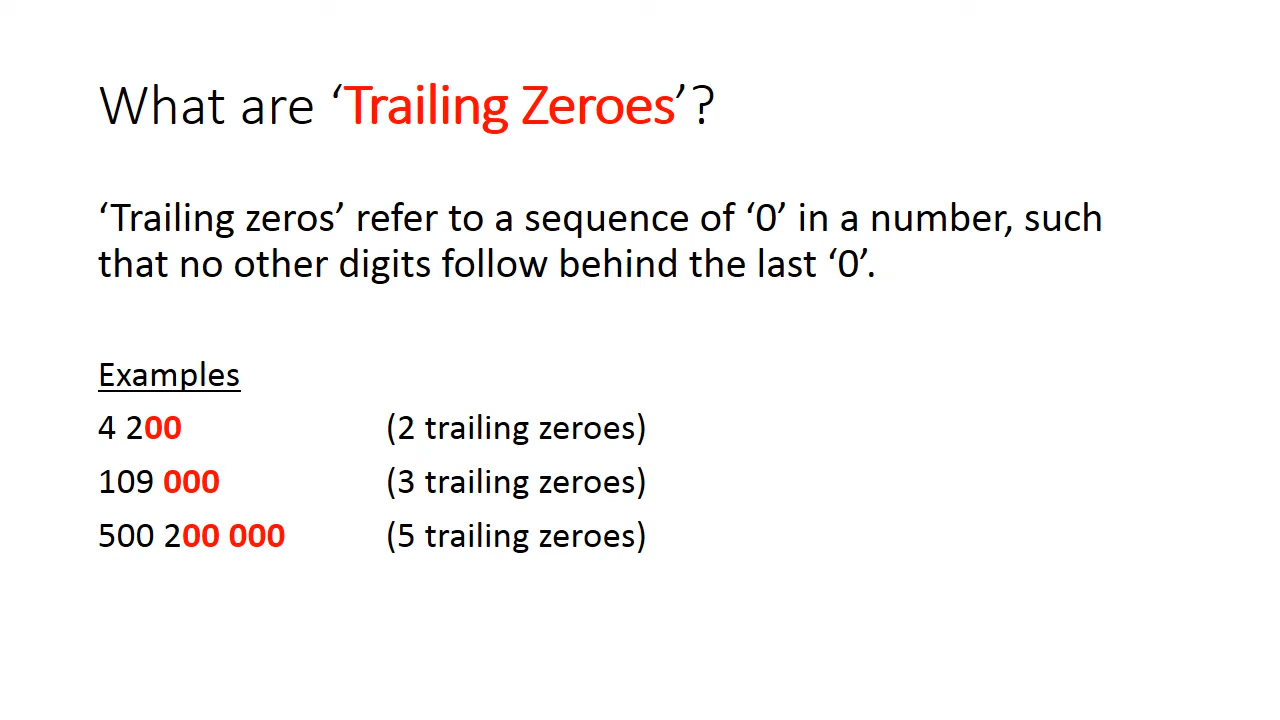 What are ‘Trailing Zeroes’?
‘Trailing zeros’ refer to a sequence of ‘0’ in a number, such
that no other digits follow behind the last ‘0’.
Examples
4 200 (2 trailing zeroes)
109 000 (3 trailing zeroes)
500 200 000 (5 trailing zeroes)